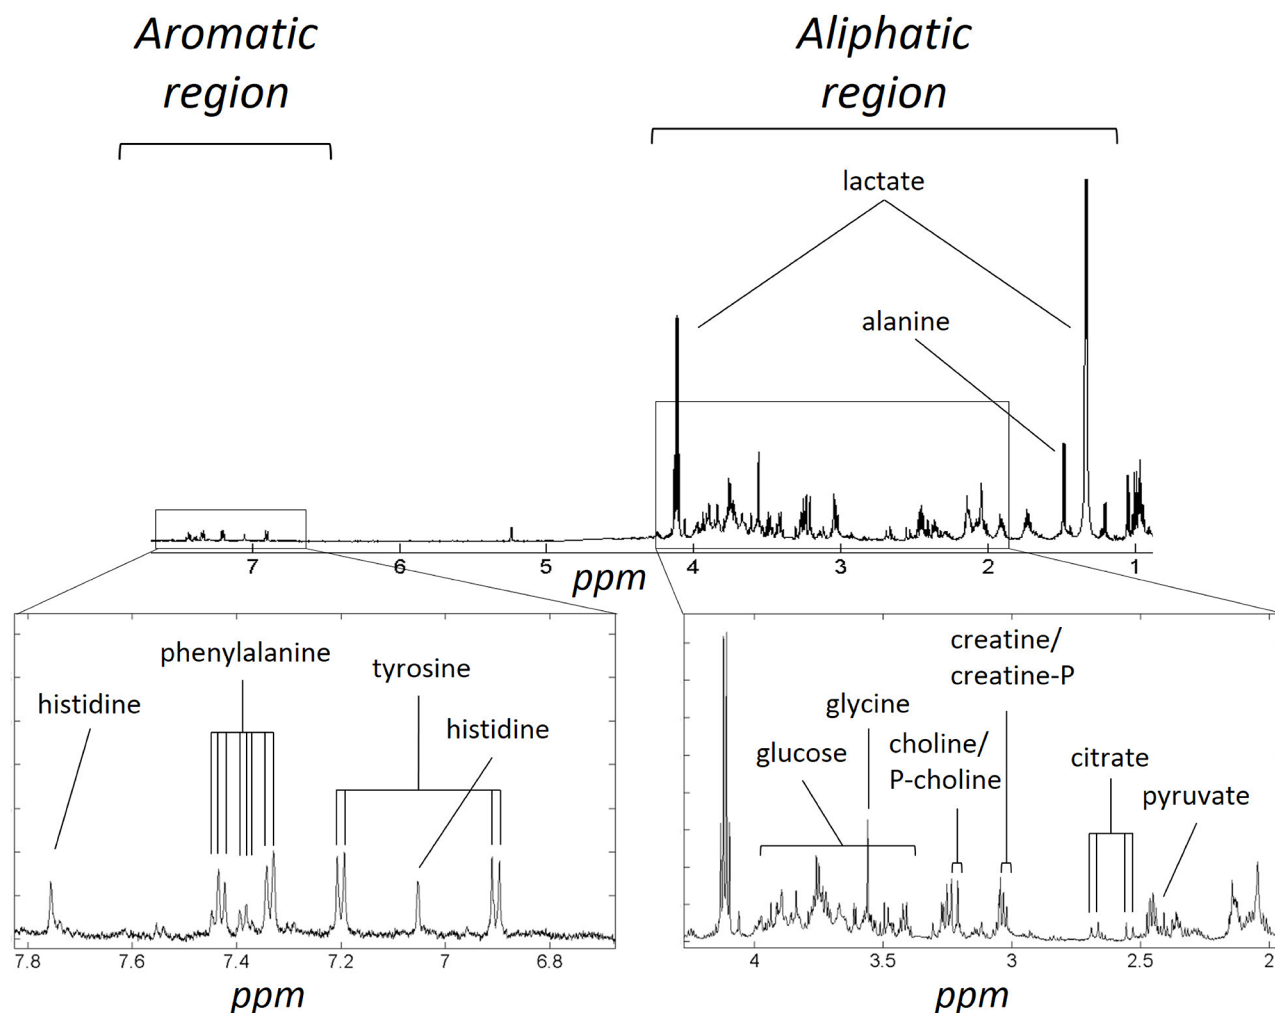 Aromatic
region
Aliphatic
region
lactate
alanine
7 6 5 4 3 2 1
ppm
phenylalanine
tyrosine
histidine
histidine
7.8 7.6 7.4 7.2 7 6.8
ppm
creatine/
creatine-P
glycine
choline/
P-choline
glucose
citrate
pyruvate
4 3.5 3 2.5 2
ppm